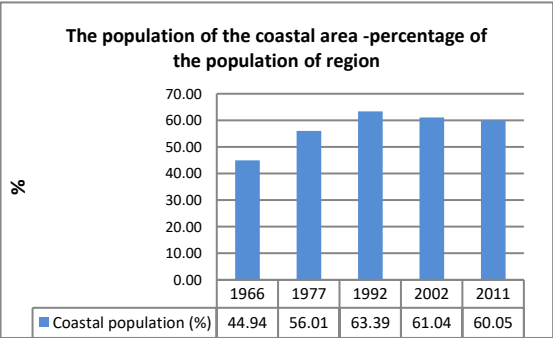 The population of the coastal area -percentage of
the population of region
%
70.00
60.00
50.00
40.00
30.00
20.00
10.00
0.00
1966 1977 1992 2002 2011
Coastal population (%) 44.94 56.01 63.39 61.04 60.05